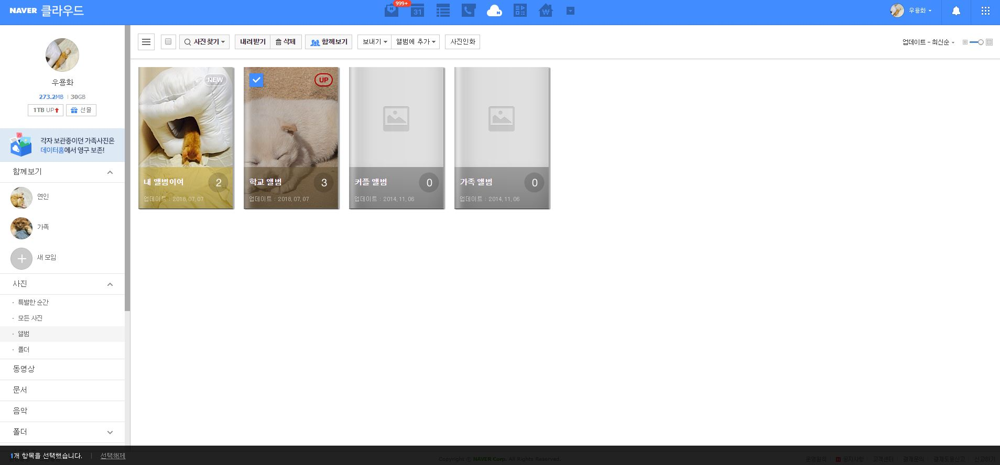 NAVER 클라우드
999+
31
우용화
우용화
273.2MB 30GB
1TB UP
선물
각자 보관중이던 가족사진은
데이터홈에서 영구 보존!
함께보기
연인
가족
새 모임
사진
특별한 순간
모든 사진
앨범
폴더
동영상
문서
음악
폴더
사진 찾기
내려받기
삭제
함께보기
보내기
앨범에 추가
사진인화
업데이트 - 최신순
NEW
내 앨범이여
2
업데이트 : 2018.07.07
UP
학교 앨범
3
업데이트 : 2018.07.07
커플 앨범
0
업데이트 : 2014.11.06
가족 앨범
0
업데이트 : 2014.11.06
1개 항목을 선택했습니다.
선택해제
Copyright ⓒ NAVER Corp. All Rights Reserved.
운영원칙
공지사항
고객센터
결제문의
결제도용신고
신고하기